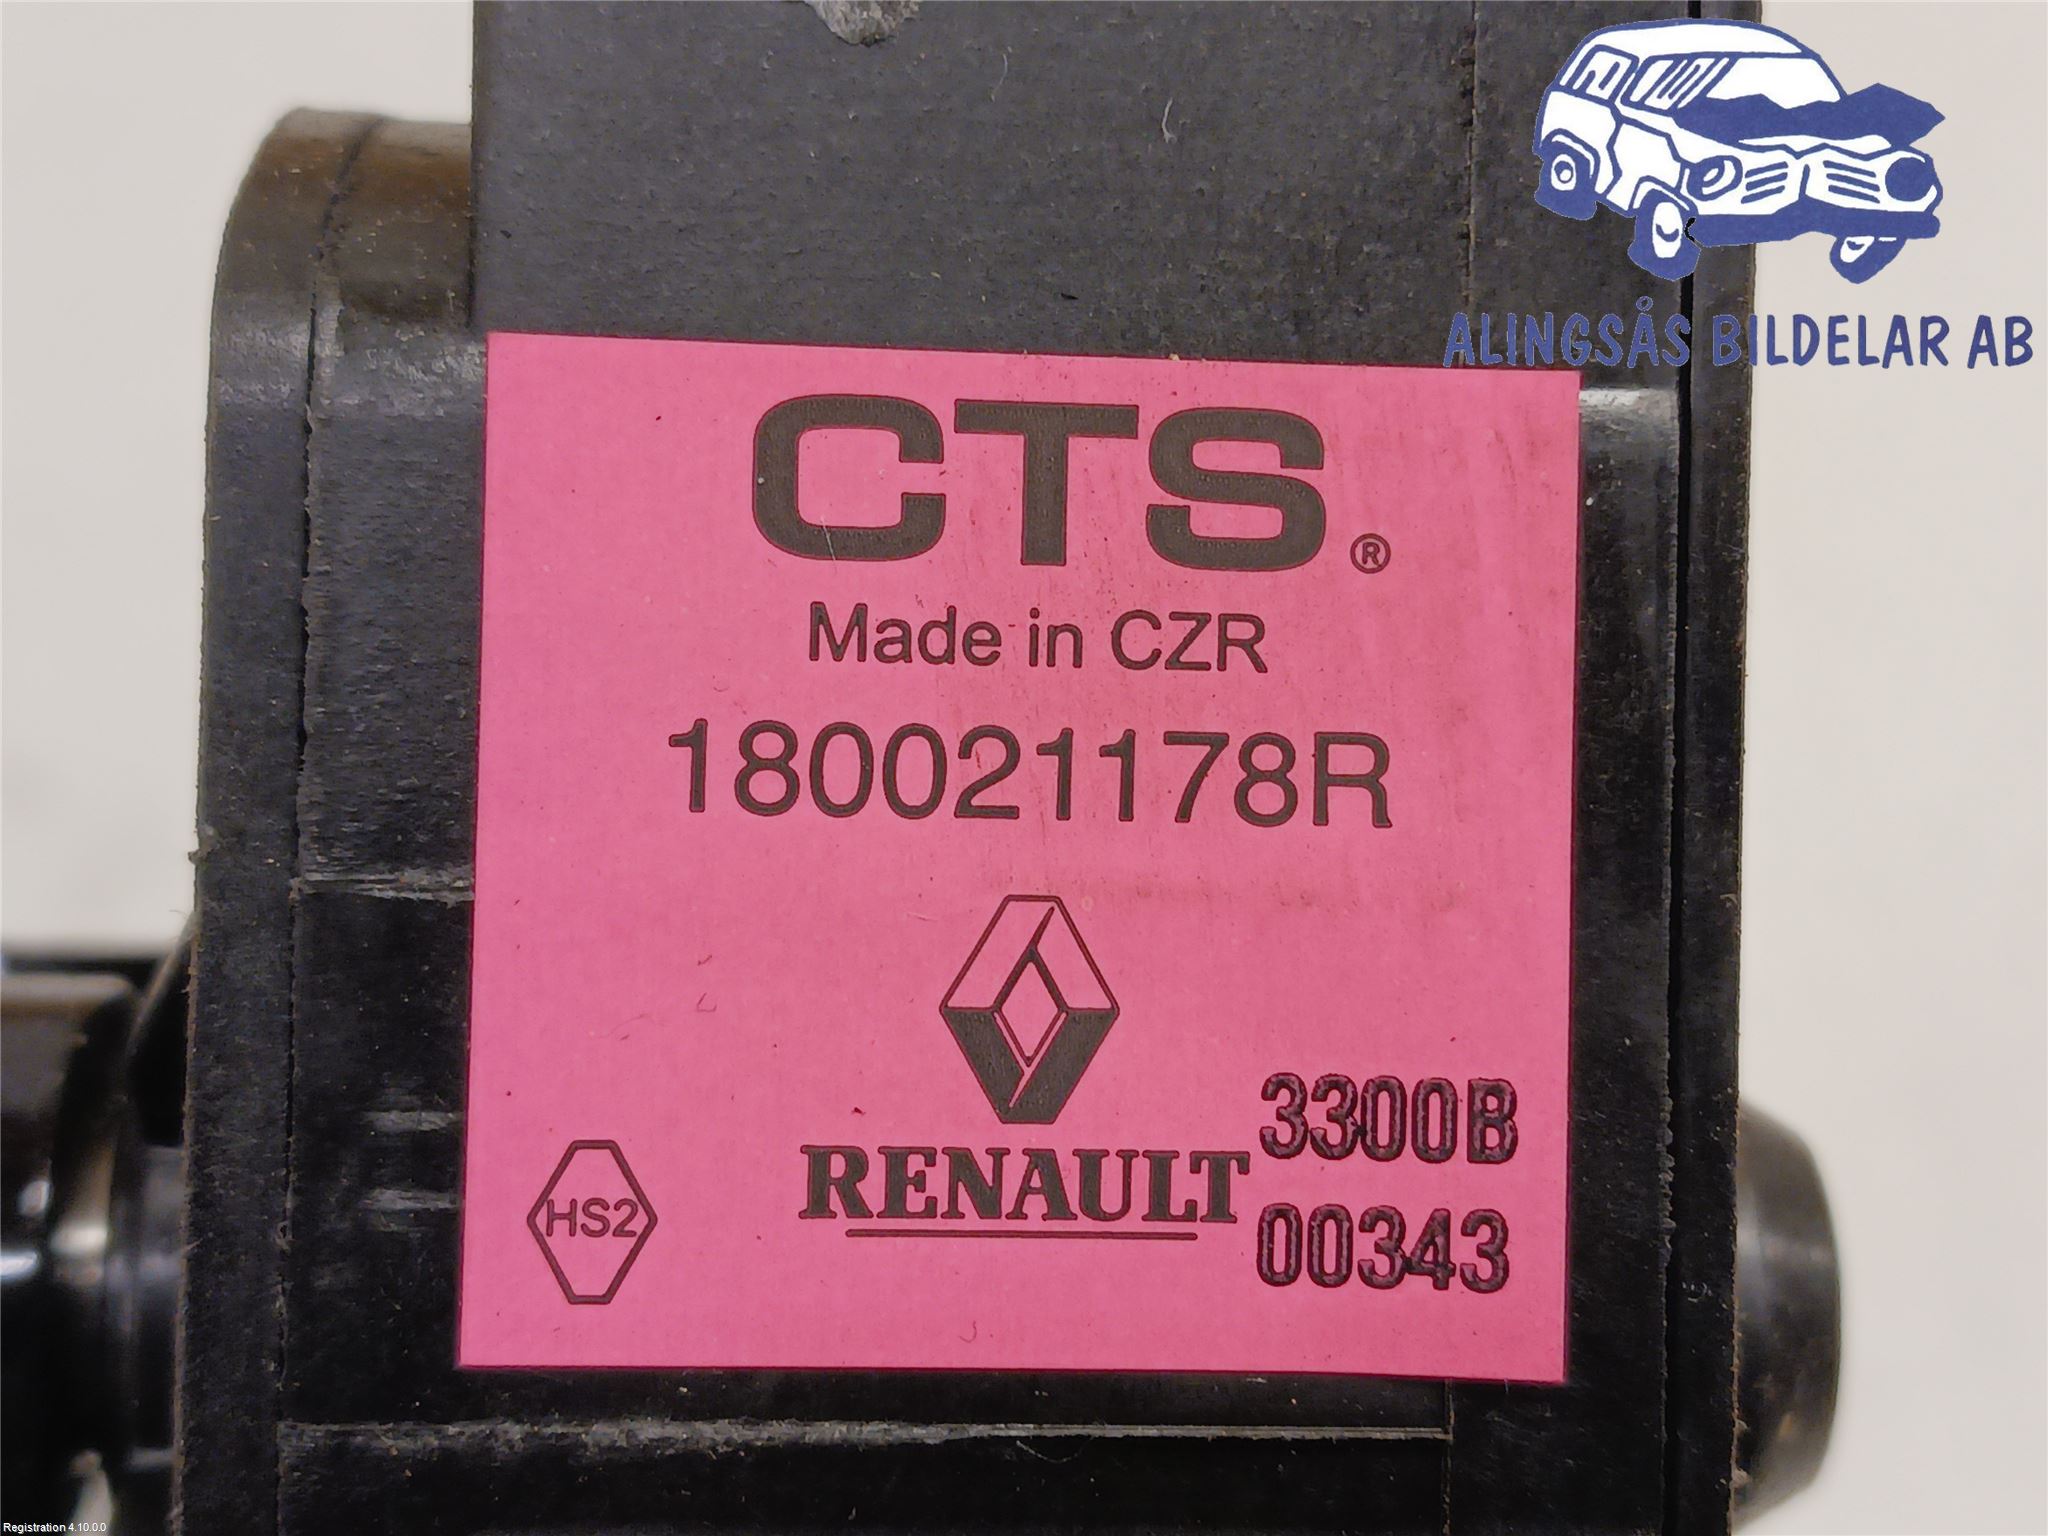 ALINGSÅS BILDELAR AB
CTS®
Made in CZR
180021178R
3300B
RENAULT
00343
HS2
Registration 4.10.0.0